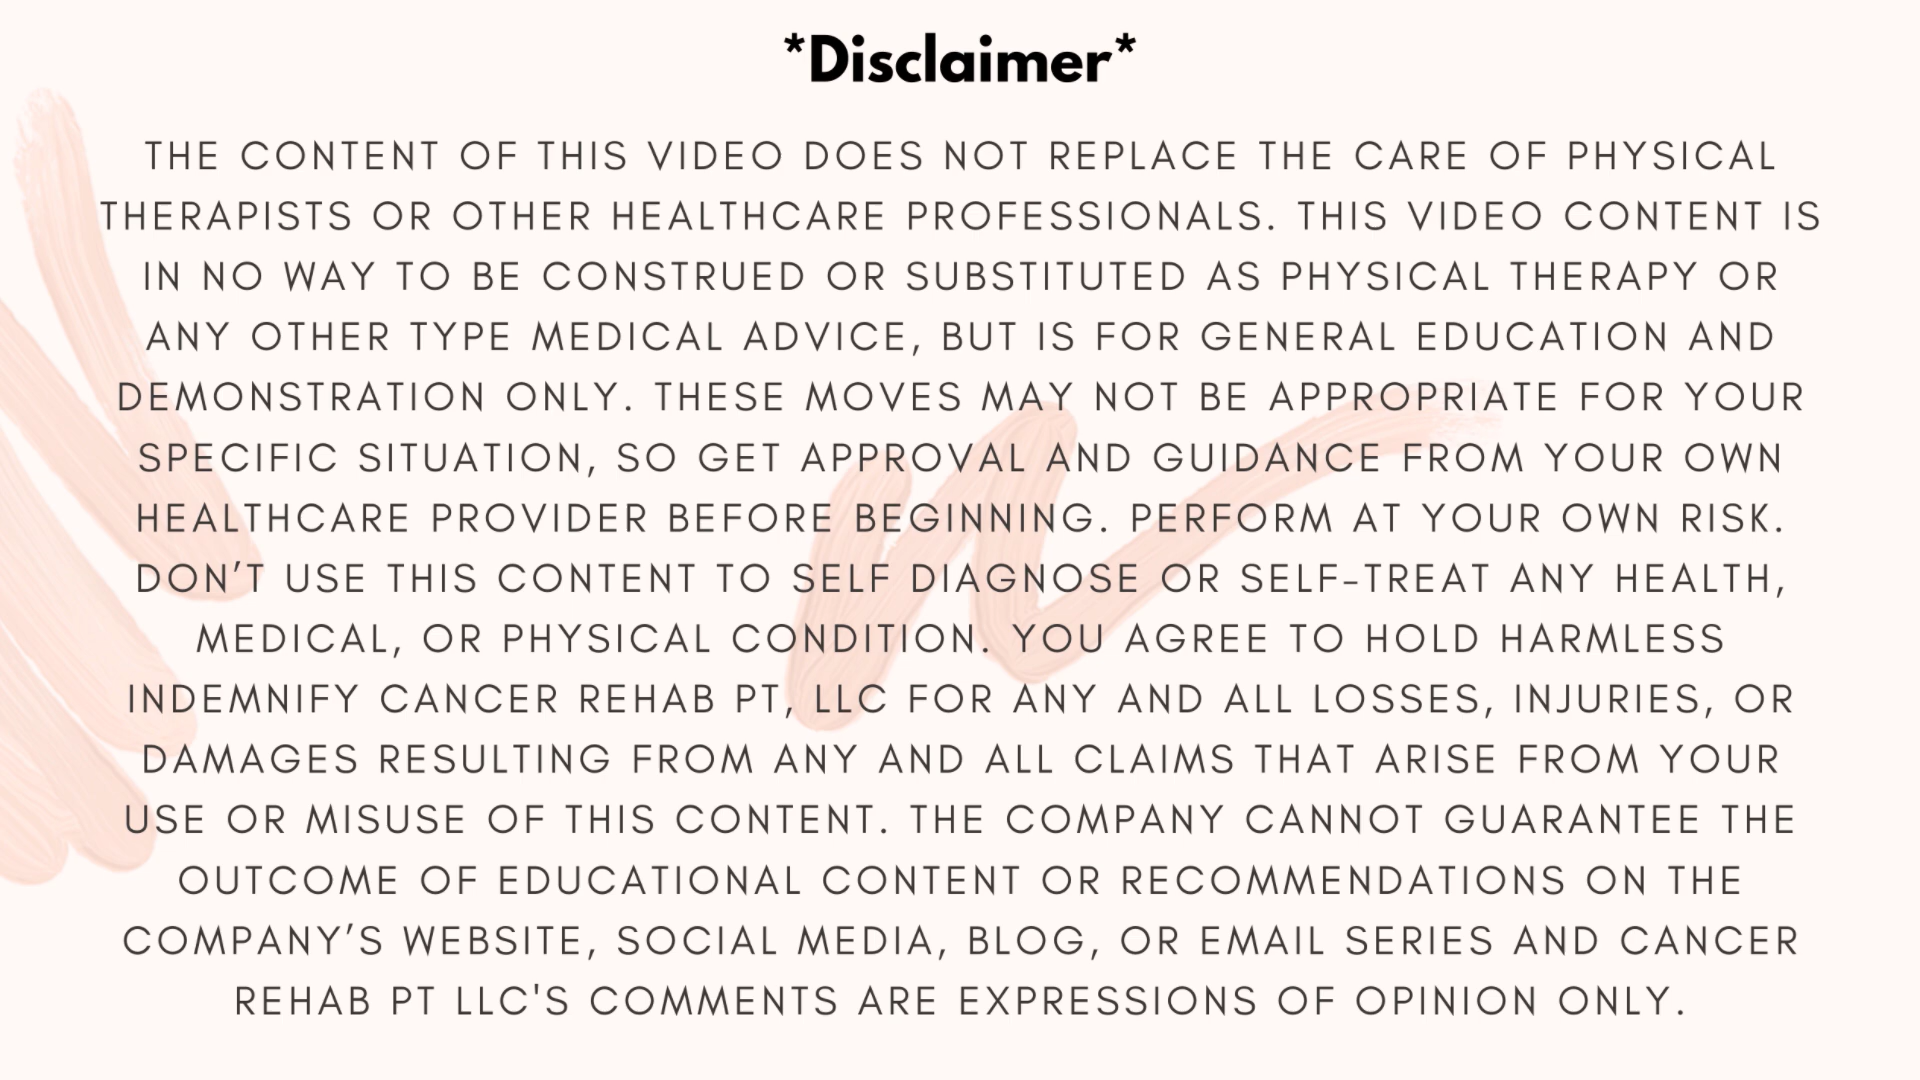 *Disclaimer*
THE CONTENT OF THIS VIDEO DOES NOT REPLACE THE CARE OF PHYSICAL
THERAPISTS OR OTHER HEALTHCARE PROFESSIONALS. THIS VIDEO CONTENT IS
IN NO WAY TO BE CONSTRUED OR SUBSTITUTED AS PHYSICAL THERAPY OR
ANY OTHER TYPE MEDICAL ADVICE, BUT IS FOR GENERAL EDUCATION AND
DEMONSTRATION ONLY. THESE MOVES MAY NOT BE APPROPRIATE FOR YOUR
SPECIFIC SITUATION, SO GET APPROVAL AND GUIDANCE FROM YOUR OWN
HEALTHCARE PROVIDER BEFORE BEGINNING. PERFORM AT YOUR OWN RISK.
DON’T USE THIS CONTENT TO SELF DIAGNOSE OR SELF-TREAT ANY HEALTH,
MEDICAL, OR PHYSICAL CONDITION. YOU AGREE TO HOLD HARMLESS
INDEMNIFY CANCER REHAB PT, LLC FOR ANY AND ALL LOSSES, INJURIES, OR
DAMAGES RESULTING FROM ANY AND ALL CLAIMS THAT ARISE FROM YOUR
USE OR MISUSE OF THIS CONTENT. THE COMPANY CANNOT GUARANTEE THE
OUTCOME OF EDUCATIONAL CONTENT OR RECOMMENDATIONS ON THE
COMPANY’S WEBSITE, SOCIAL MEDIA, BLOG, OR EMAIL SERIES AND CANCER
REHAB PT LLC'S COMMENTS ARE EXPRESSIONS OF OPINION ONLY.